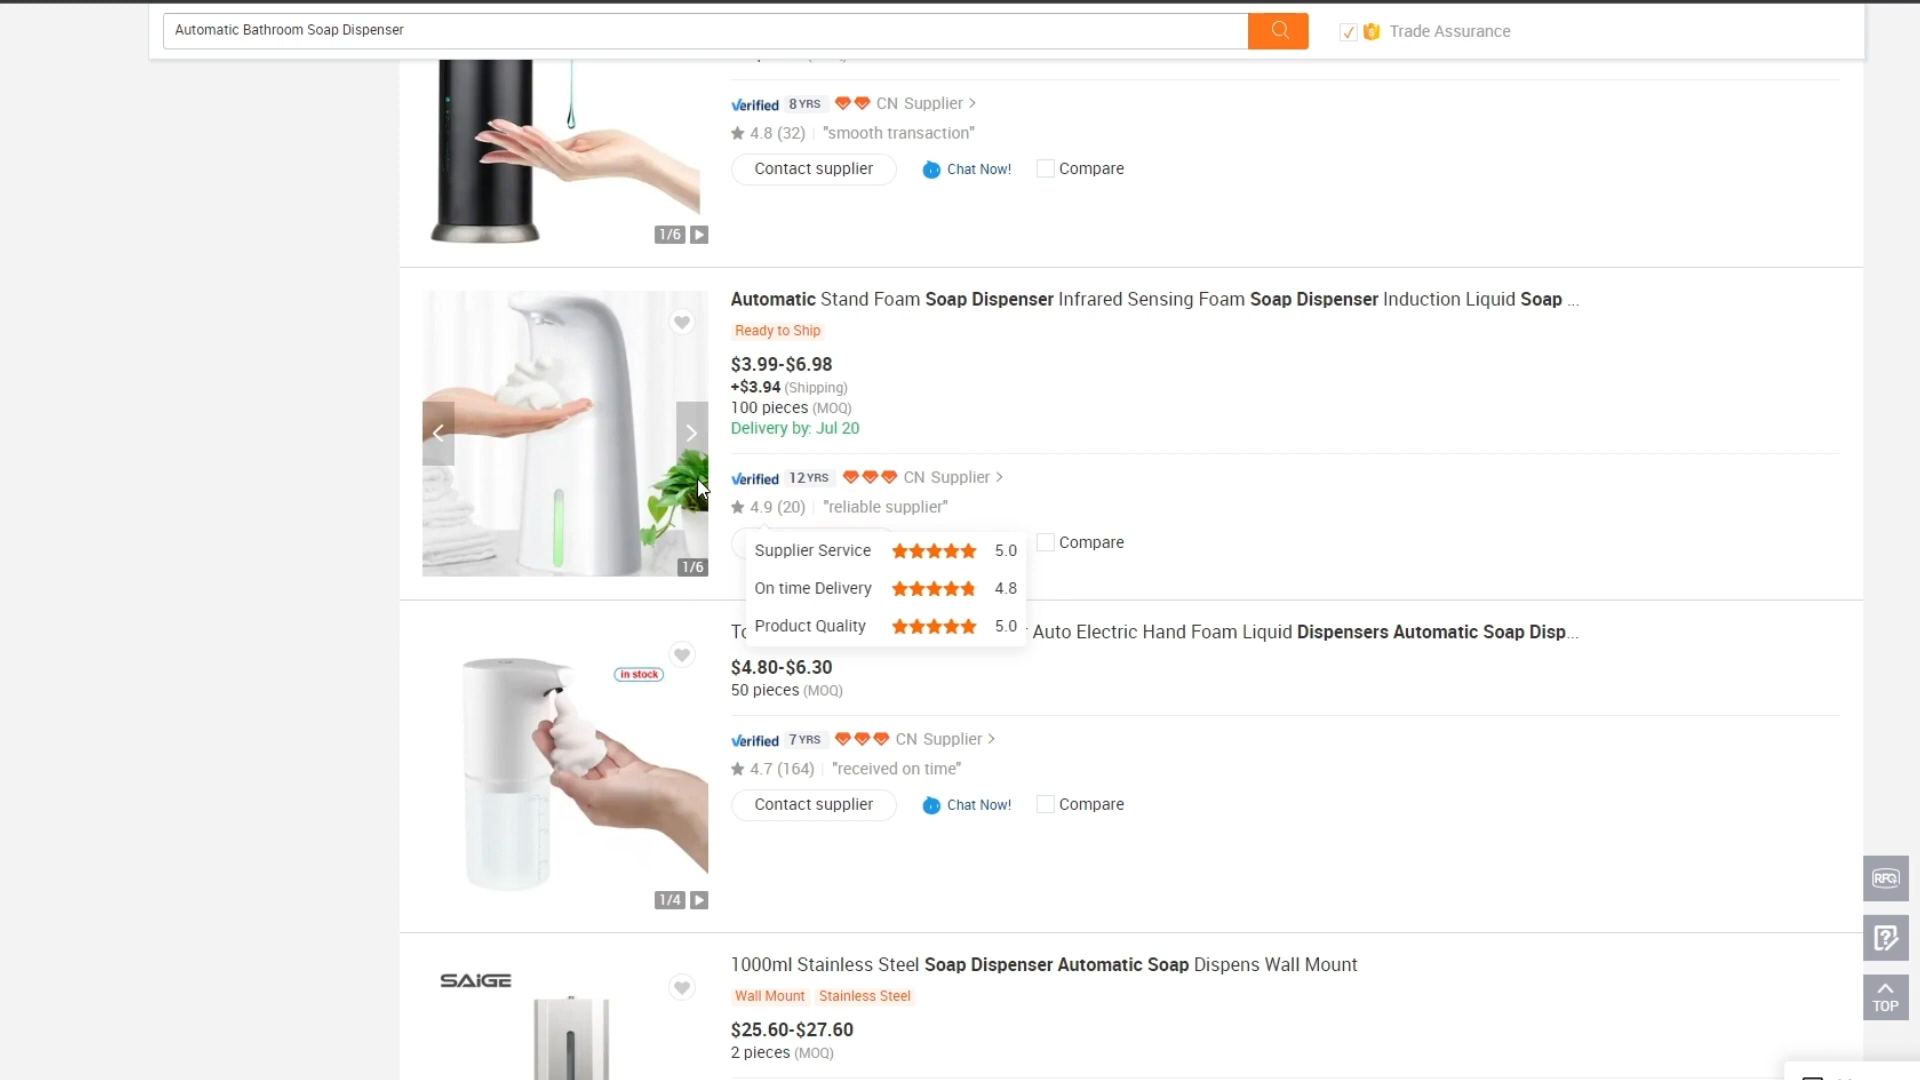 Automatic Bathroom Soap Dispenser
Trade Assurance
Verified 8 YRS CN Supplier >
4.8 (32) "smooth transaction"
Contact supplier Chat Now! Compare
1/6
Automatic Stand Foam Soap Dispenser Infrared Sensing Foam Soap Dispenser Induction Liquid Soap ...
Ready to Ship
$3.99-$6.98
+$3.94 (Shipping)
100 pieces (MOQ)
Delivery by: Jul 20
Verified 12 YRS CN Supplier >
4.9 (20) "reliable supplier"
Compare
Supplier Service 5.0
On time Delivery 4.8
Product Quality 5.0
1/6
Auto Electric Hand Foam Liquid Dispensers Automatic Soap Disp...
in stock
$4.80-$6.30
50 pieces (MOQ)
Verified 7 YRS CN Supplier >
4.7 (164) "received on time"
Contact supplier Chat Now! Compare
1/4
RFQ
SAIGE
1000ml Stainless Steel Soap Dispenser Automatic Soap Dispens Wall Mount
Wall Mount Stainless Steel
$25.60-$27.60
2 pieces (MOQ)
TOP